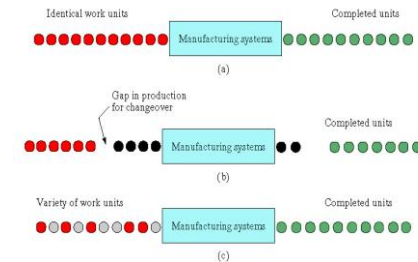 Identical work units
Completed units
Manufacturing systems
(a)
Gap in production
for changeover
Completed units
Manufacturing systems
(b)
Variety of work units
Completed units
Manufacturing systems
(c)